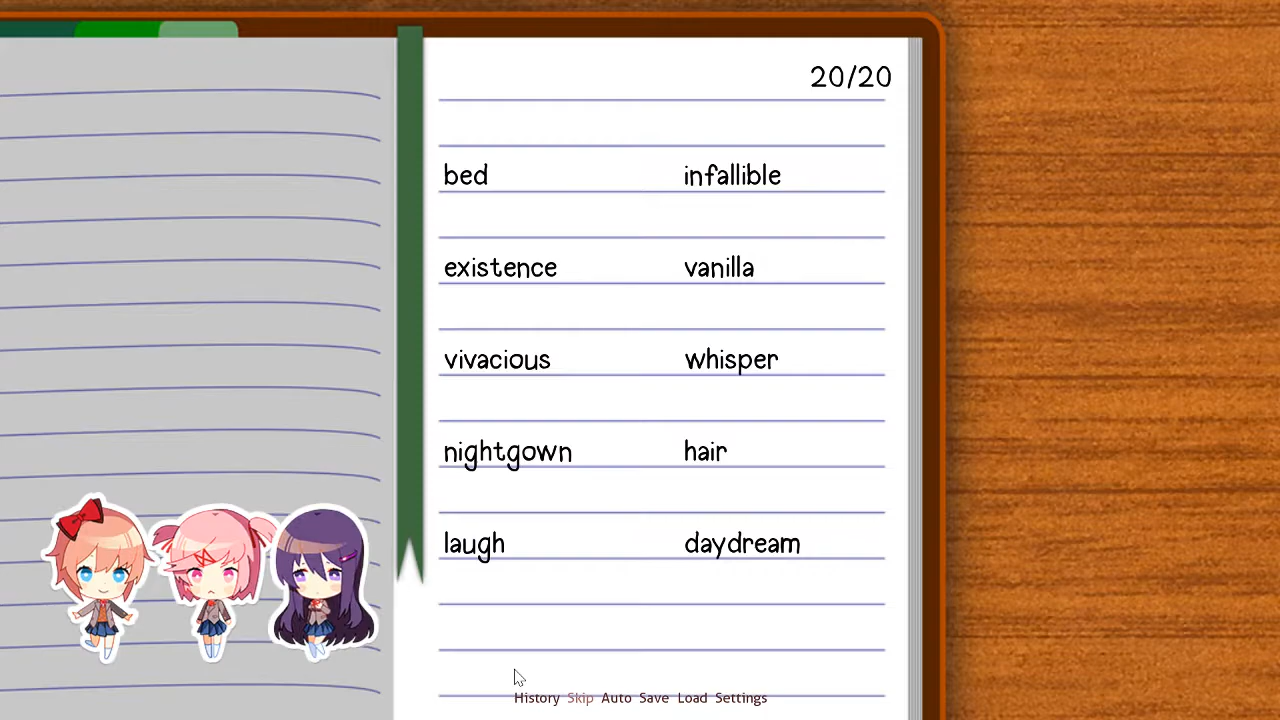 20/20
bed infallible
existence vanilla
vivacious whisper
nightgown hair
laugh daydream
History Skip Auto Save Load Settings